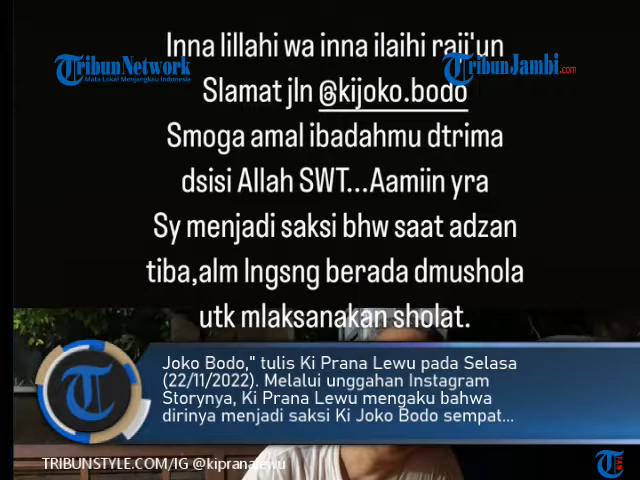 Inna lillahi wa inna ilaihi raji'un
TribunNetwork
Mata Lokal Menjangkau Indonesia
TribunJambi.com
Slamat jln @kijoko.bodo
Smoga amal ibadahmu dtrima
dsisi Allah SWT...Aamiin yra
Sy menjadi saksi bhw saat adzan
tiba,alm lngsng berada dmushola
utk mlaksanakan sholat.
Joko Bodo," tulis Ki Prana Lewu pada Selasa
(22/11/2022). Melalui unggahan Instagram
Storynya, Ki Prana Lewu mengaku bahwa
dirinya menjadi saksi Ki Joko Bodo sempat...
TRIBUNSTYLE.COM/IG @kipranalewu